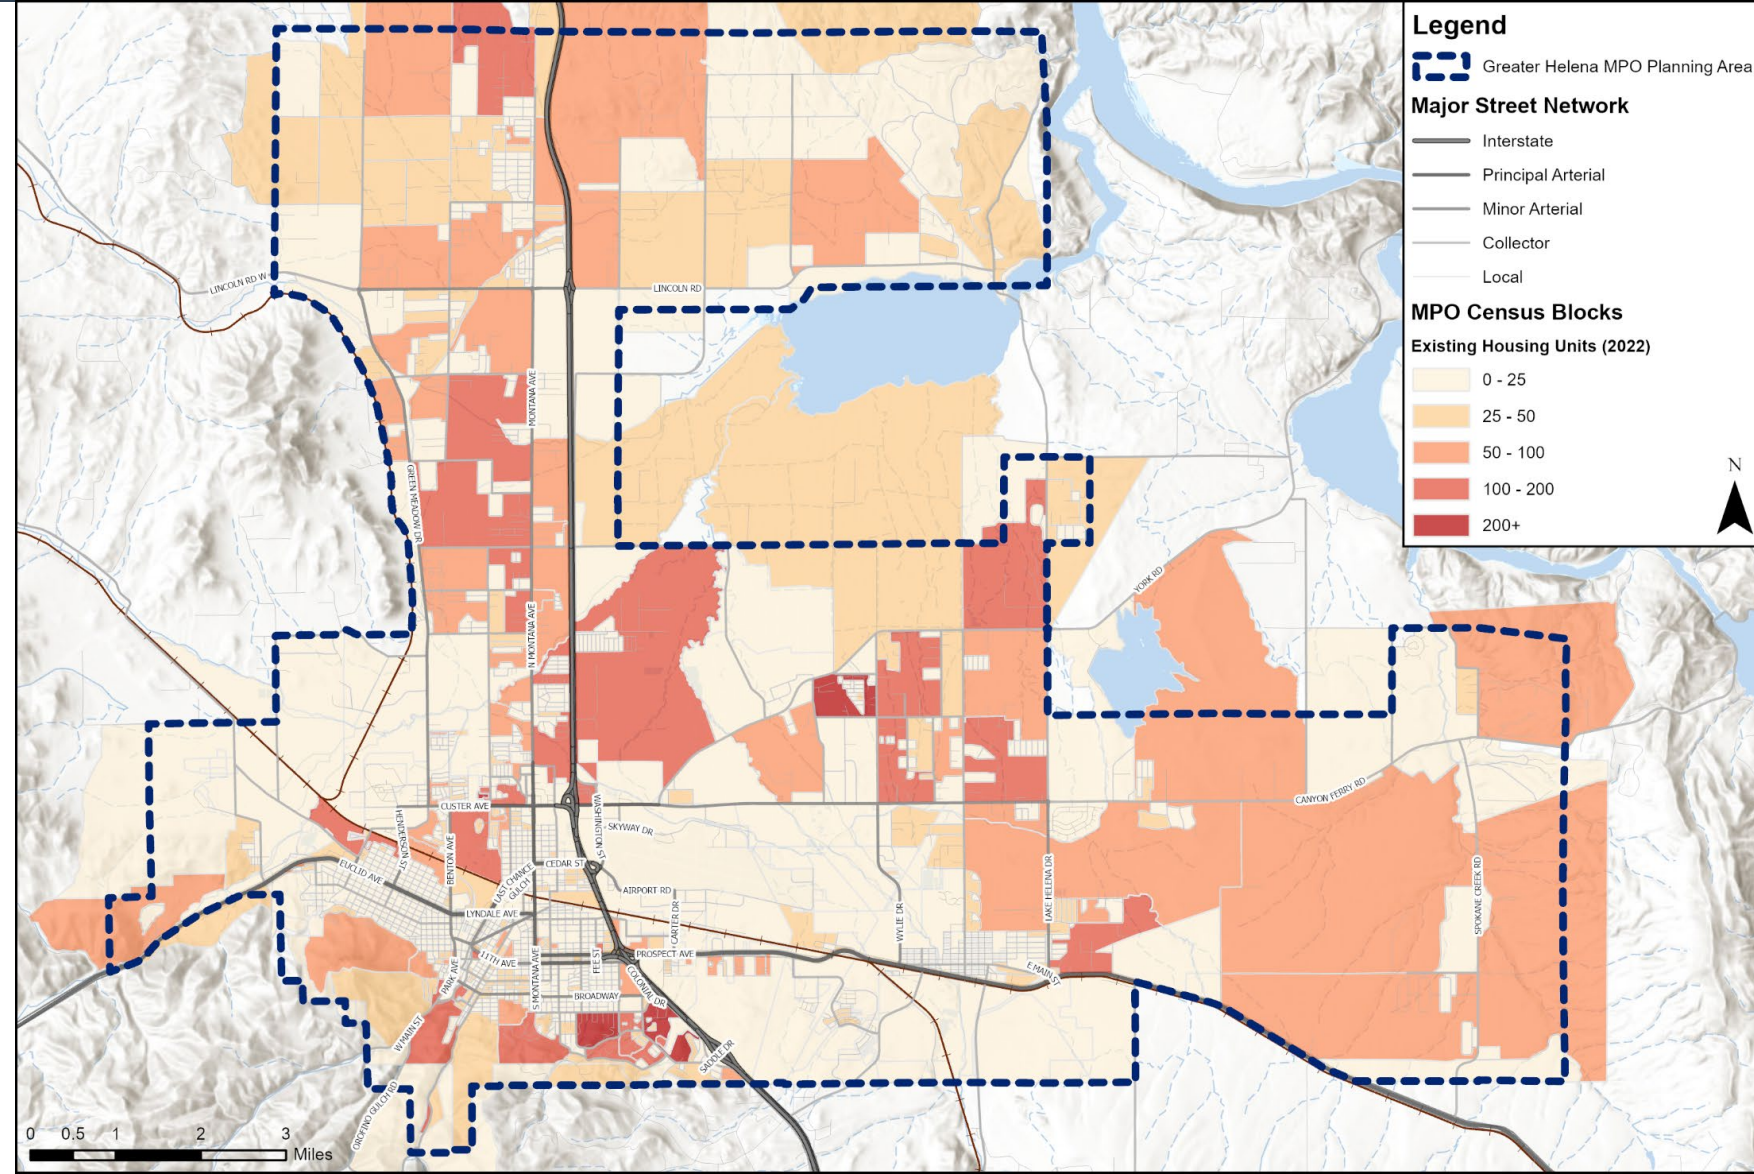 Legend
Greater Helena MPO Planning Area
Major Street Network
Interstate
Principal Arterial
Minor Arterial
Collector
Local
MPO Census Blocks
Existing Housing Units (2022)
0 - 25
25 - 50
50 - 100
100 - 200
200+
N
LINCOLN RD W
LINCOLN RD
MONTANA AVE
GREEN MEADOW DR
N MONTANA AVE
YORK RD
CANYON FERRY RD
CUSTER AVE
HENDERSON ST
BENTON AVE
WASHINGTON ST
SKYWAY DR
EUCLID AVE
CEDAR ST
LAST CHANCE
GULCH
AIRPORT RD
LYNDALE AVE
CARTER DR
WYLIE DR
LAKE HELENA DR
SPOKANE CREEK RD
11TH AVE
S MONTANA AVE
FEE ST
PROSPECT AVE
PARK AVE
BROADWAY
COLONIAL DR
E MAIN ST
W MAIN ST
SADDLE DR
OROFINO GULCH RD
0 0.5 1 2 3
Miles